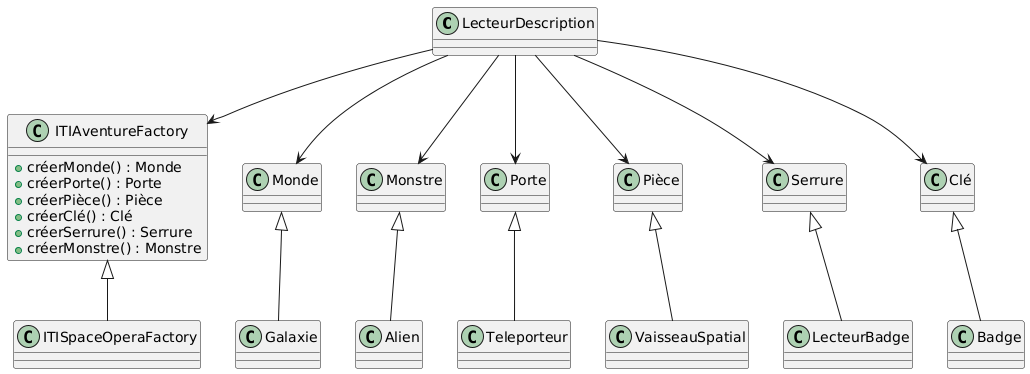 C LecteurDescription
C ITIAventureFactory
créerMonde() : Monde
créerPorte() : Porte
créerPièce() : Pièce
créerClé() : Clé
créerSerrure() : Serrure
créerMonstre() : Monstre
C Monde
C Monstre
C Porte
C Pièce
C Serrure
C Clé
C ITISpaceOperaFactory
C Galaxie
C Alien
C Teleporteur
C VaisseauSpatial
C LecteurBadge
C Badge